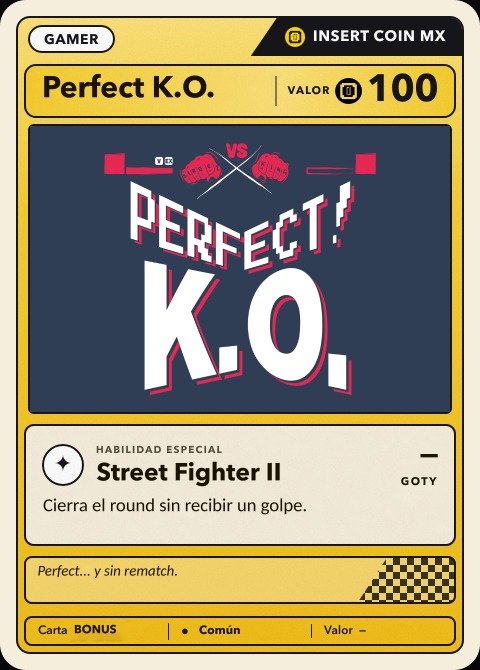 GAMER
INSERT COIN MX
Perfect K.O.
VALOR 100
VS
V EX
PERFECT!
K.O.
HABILIDAD ESPECIAL
Street Fighter II
–
GOTY
Cierra el round sin recibir un golpe.
Perfect... y sin rematch.
Carta BONUS • Común Valor –